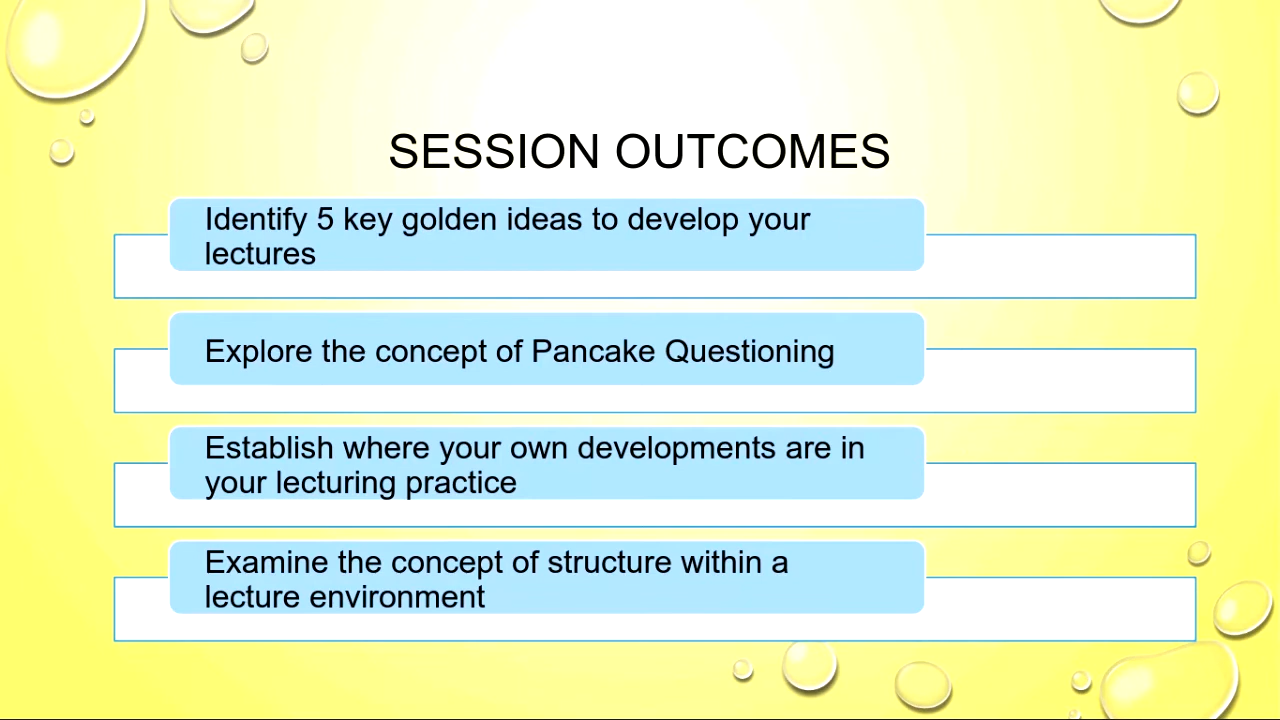 SESSION OUTCOMES
Identify 5 key golden ideas to develop your
lectures
Explore the concept of Pancake Questioning
Establish where your own developments are in
your lecturing practice
Examine the concept of structure within a
lecture environment